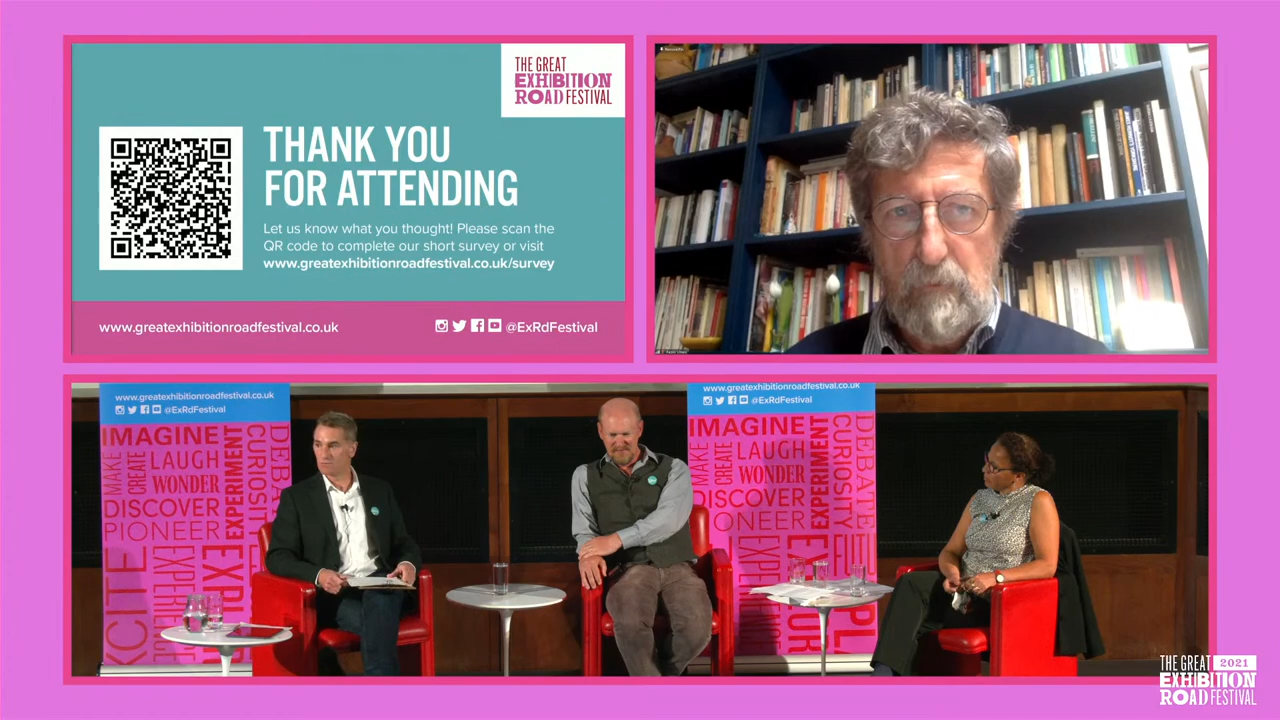 THE GREAT
EXHIBITION
ROAD FESTIVAL
THANK YOU
FOR ATTENDING
Let us know what you thought! Please scan the
QR code to complete our short survey or visit
www.greatexhibitionroadfestival.co.uk/survey
www.greatexhibitionroadfestival.co.uk
@ExRdFestival
www.greatexhibitionroadfestival.co.uk
@ExRdFestival
IMAGINE
MAKE
CREATE
LAUGH
WONDER
EXPERIMENT
CURIOSITY
DISCOVER
PIONEER
www.greatexhibitionroadfestival.co.uk
@ExRdFestival
IMAGINE
MAKE
CREATE
LAUGH
WONDER
EXPERIMENT
CURIOSITY
DEBATE
DISCOVER
THE GREAT 2021
EXHIBITION
ROAD FESTIVAL